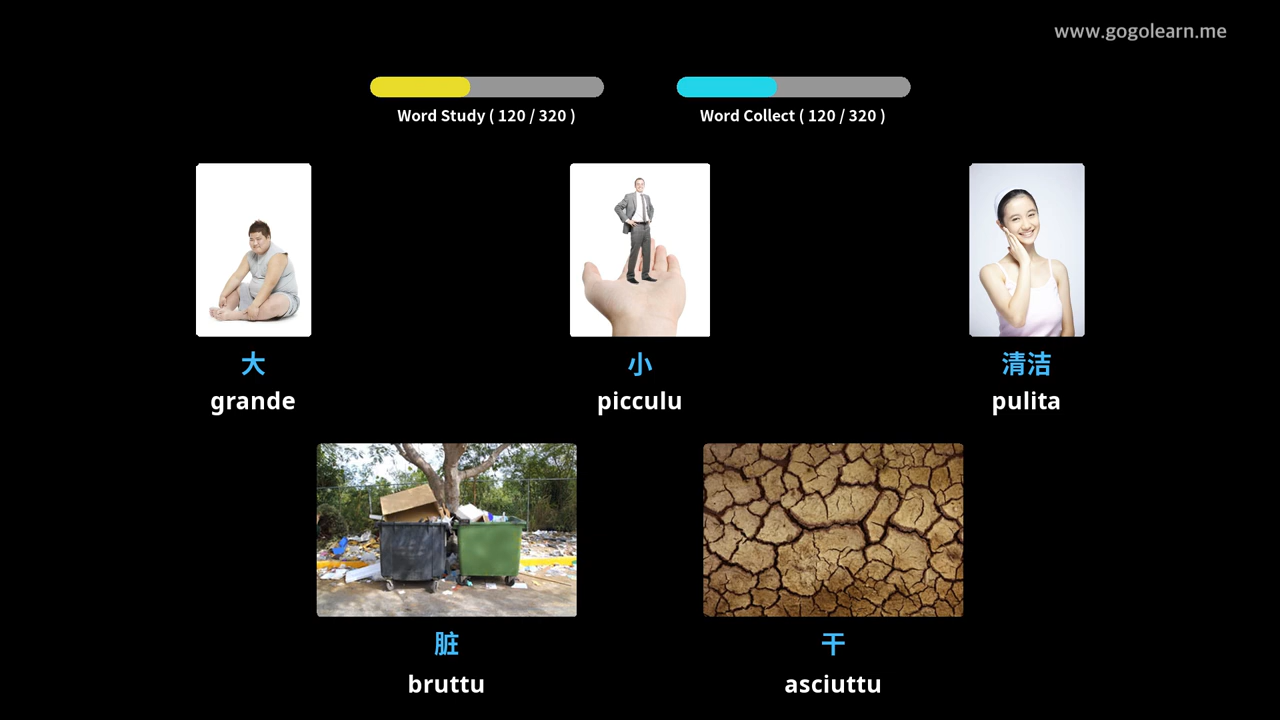 www.gogolearn.me
Word Study ( 120 / 320 )
Word Collect ( 120 / 320 )
大
grande
小
picculu
清洁
pulita
脏
bruttu
干
asciuttu